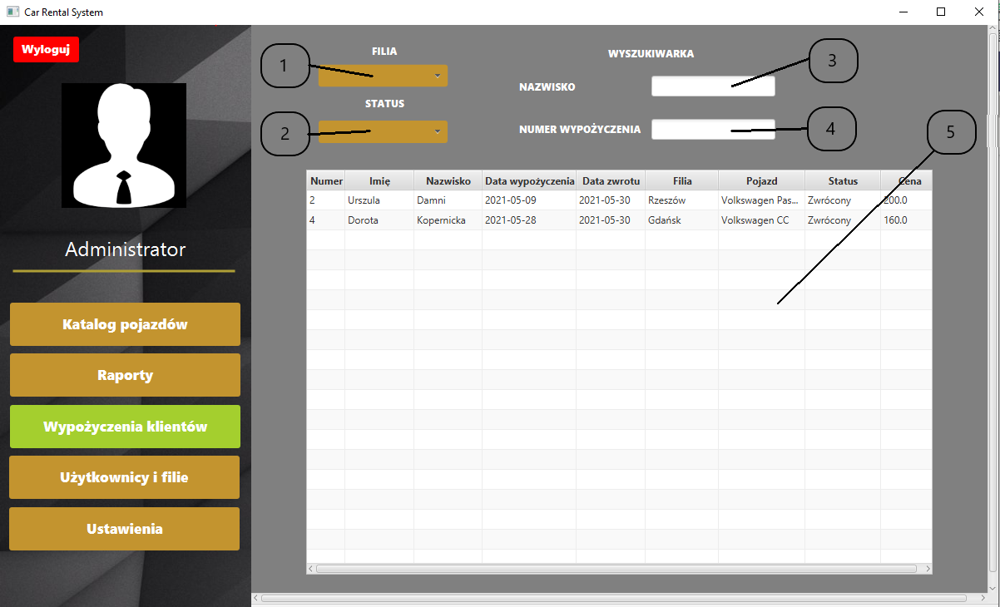 Car Rental System
Wyloguj
Administrator
Katalog pojazdów
Raporty
Wypożyczenia klientów
Użytkownicy i filie
Ustawienia
FILIA
1
STATUS
2
WYSZUKIWARKA
NAZWISKO
3
NUMER WYPOŻYCZENIA
4
5
Numer Imię Nazwisko Data wypożyczenia Data zwrotu Filia Pojazd Status Cena
2 Urszula Damni 2021-05-09 2021-05-30 Rzeszów Volkswagen Pas... Zwrócony 200.0
4 Dorota Kopernicka 2021-05-28 2021-05-30 Gdańsk Volkswagen CC Zwrócony 160.0